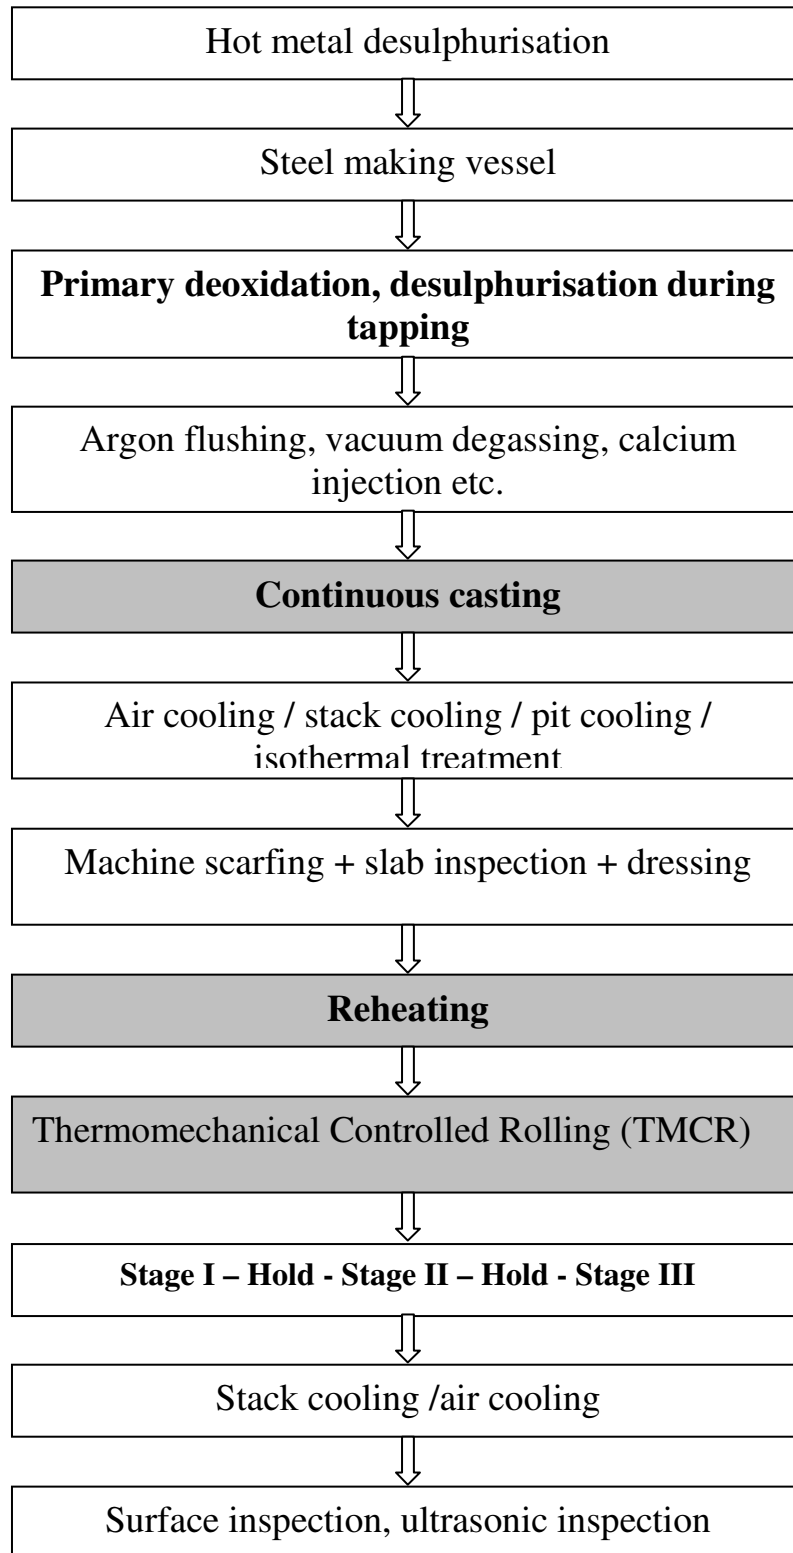 Hot metal desulphurisation
Steel making vessel
Primary deoxidation, desulphurisation during
tapping
Argon flushing, vacuum degassing, calcium
injection etc.
Continuous casting
Air cooling / stack cooling / pit cooling /
isothermal treatment
Machine scarfing + slab inspection + dressing
Reheating
Thermomechanical Controlled Rolling (TMCR)
Stage I – Hold - Stage II – Hold - Stage III
Stack cooling /air cooling
Surface inspection, ultrasonic inspection